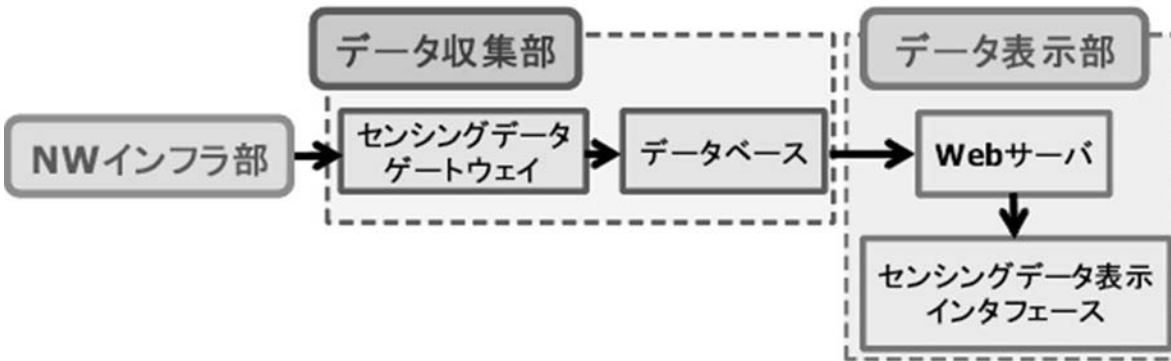 データ収集部
データ表示部
NWインフラ部
センシングデータ
ゲートウェイ
データベース
Webサーバ
センシングデータ表示
インタフェース